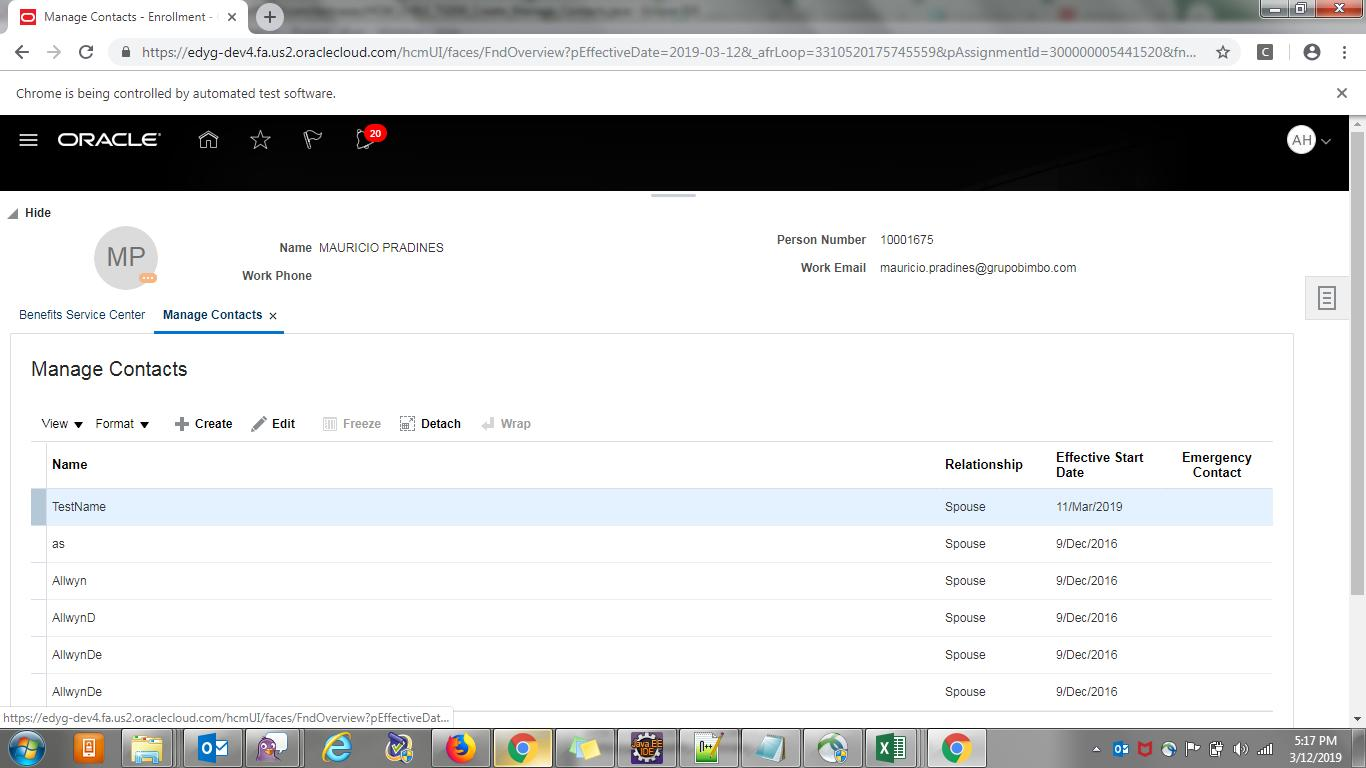 Manage Contacts - Enrollment -
https://edyg-dev4.fa.us2.oraclecloud.com/hcmUI/faces/FndOverview?pEffectiveDate=2019-03-12&_afrLoop=3310520175745559&pAssignmentId=300000005441520&fn...
C
Chrome is being controlled by automated test software.
ORACLE
20
AH
Hide
MP
Name MAURICIO PRADINES
Person Number 10001675
Work Phone
Work Email mauricio.pradines@grupobimbo.com
Benefits Service Center Manage Contacts x
Manage Contacts
View Format Create Edit Freeze Detach Wrap
Name Relationship Effective Start Date Emergency Contact
TestName Spouse 11/Mar/2019
as Spouse 9/Dec/2016
Allwyn Spouse 9/Dec/2016
AllwynD Spouse 9/Dec/2016
AllwynDe Spouse 9/Dec/2016
AllwynDe Spouse 9/Dec/2016
https://edyg-dev4.fa.us2.oraclecloud.com/hcmUI/faces/FndOverview?pEffectiveDat...
Java EE
IDE
5:17 PM
3/12/2019